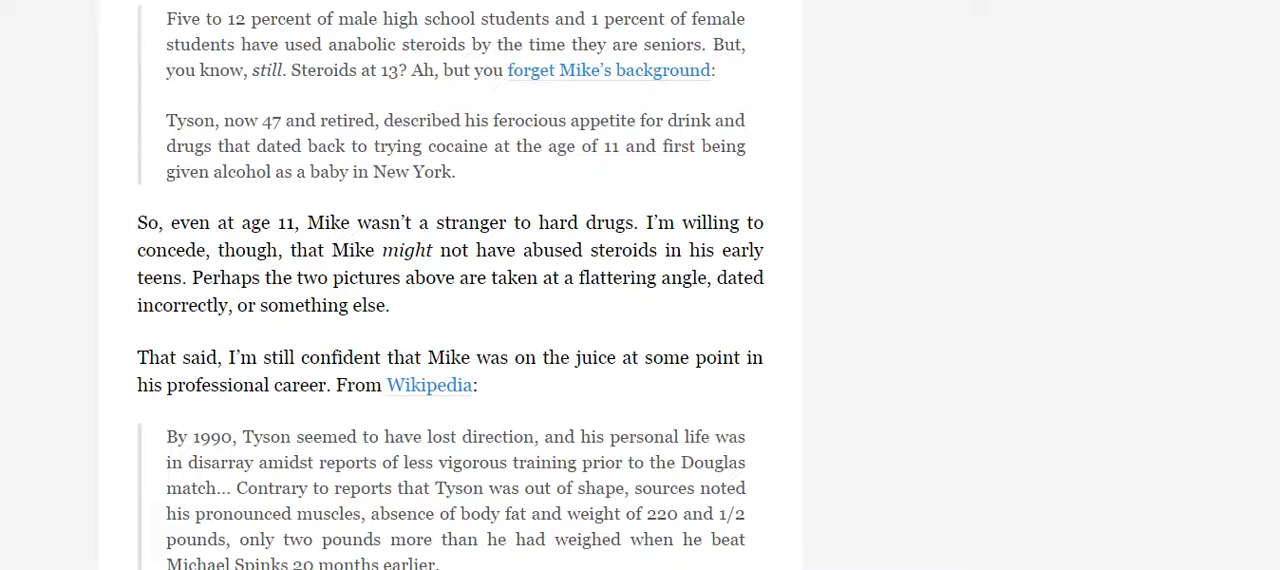 Five to 12 percent of male high school students and 1 percent of female
students have used anabolic steroids by the time they are seniors. But,
you know, still. Steroids at 13? Ah, but you forget Mike’s background:
Tyson, now 47 and retired, described his ferocious appetite for drink and
drugs that dated back to trying cocaine at the age of 11 and first being
given alcohol as a baby in New York.
So, even at age 11, Mike wasn’t a stranger to hard drugs. I’m willing to
concede, though, that Mike might not have abused steroids in his early
teens. Perhaps the two pictures above are taken at a flattering angle, dated
incorrectly, or something else.
That said, I’m still confident that Mike was on the juice at some point in
his professional career. From Wikipedia:
By 1990, Tyson seemed to have lost direction, and his personal life was
in disarray amidst reports of less vigorous training prior to the Douglas
match... Contrary to reports that Tyson was out of shape, sources noted
his pronounced muscles, absence of body fat and weight of 220 and 1/2
pounds, only two pounds more than he had weighed when he beat
Michael Spinks 20 months earlier.